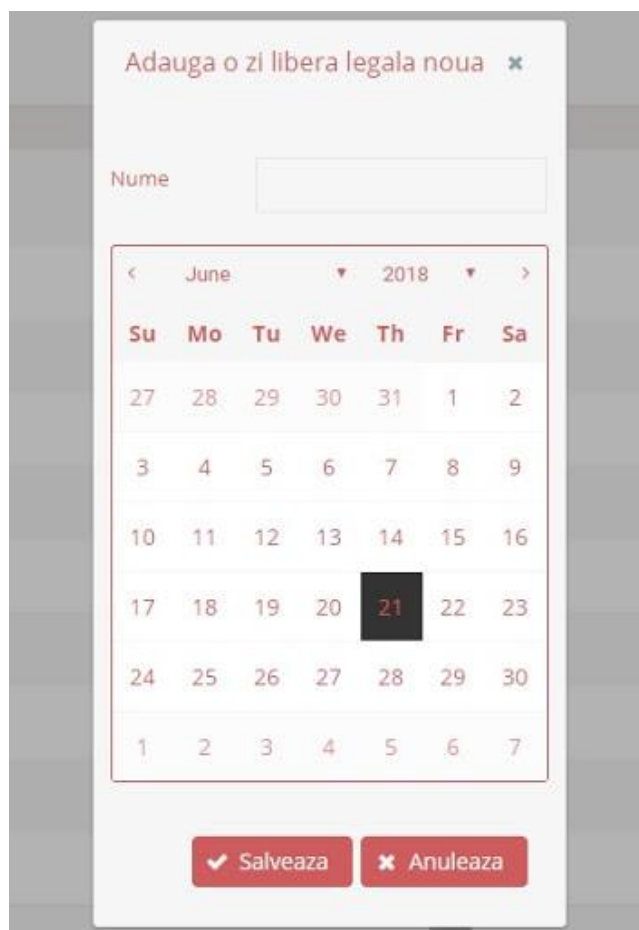 Adauga o zi libera legala noua
Nume
June 2018
Su Mo Tu We Th Fr Sa
27 28 29 30 31 1 2
3 4 5 6 7 8 9
10 11 12 13 14 15 16
17 18 19 20 21 22 23
24 25 26 27 28 29 30
1 2 3 4 5 6 7
Salveaza Anuleaza